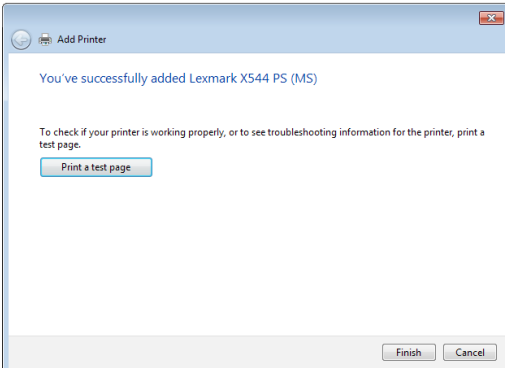 Add Printer
You've successfully added Lexmark X544 PS (MS)
To check if your printer is working properly, or to see troubleshooting information for the printer, print a
test page.
Print a test page
Finish
Cancel